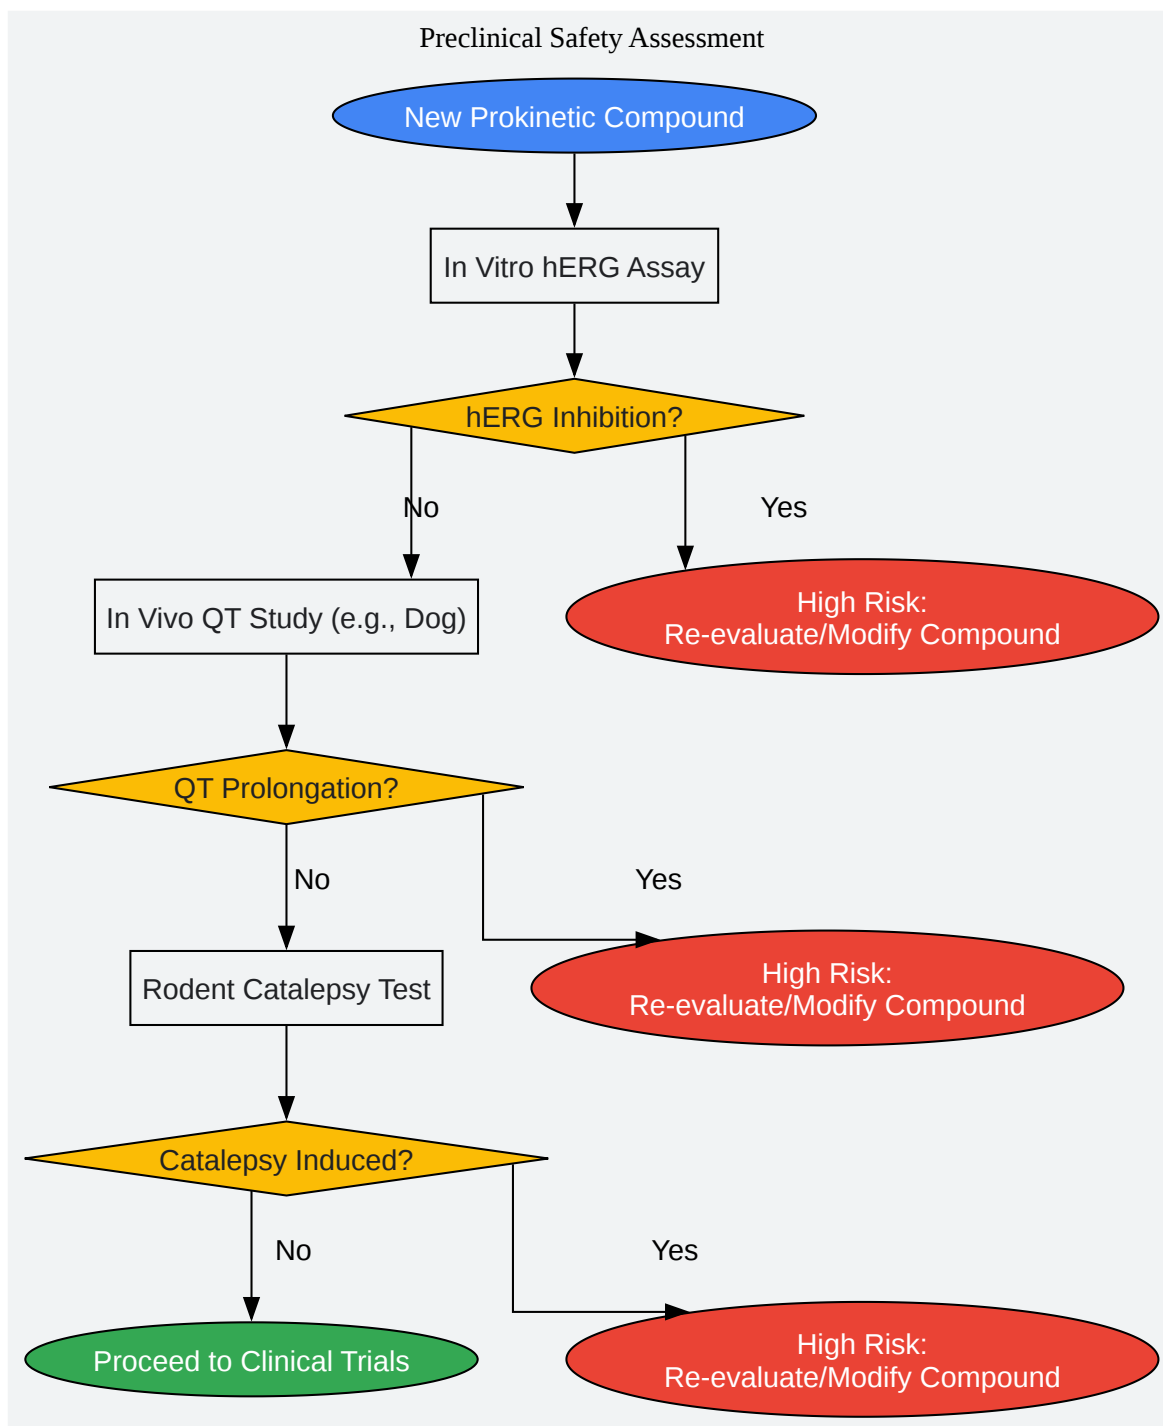 Preclinical Safety Assessment
New Prokinetic Compound
In Vitro hERG Assay
hERG Inhibition?
No
Yes
In Vivo QT Study (e.g., Dog)
High Risk:
Re-evaluate/Modify Compound
QT Prolongation?
No
Yes
Rodent Catalepsy Test
High Risk:
Re-evaluate/Modify Compound
Catalepsy Induced?
No
Yes
Proceed to Clinical Trials
High Risk:
Re-evaluate/Modify Compound